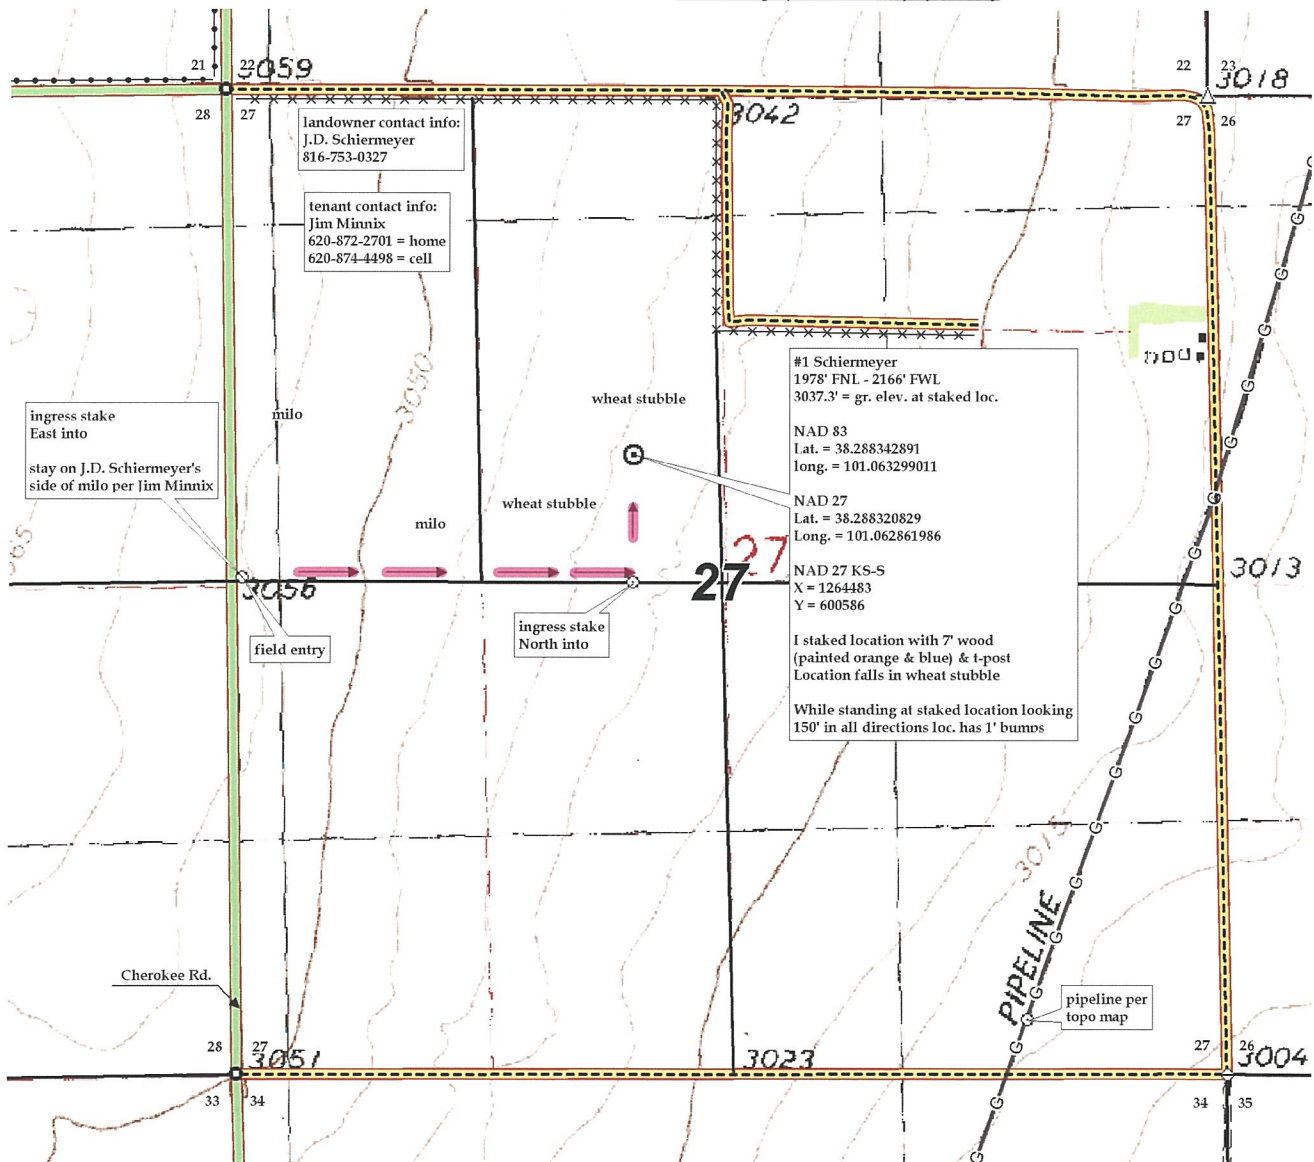 21
22
3059
22
23
3018
28
27
3042
27
26
landowner contact info:
J.D. Schiermeyer
816-753-0327
tenant contact info:
Jim Minnix
620-872-2701 = home
620-874-4498 = cell
3050
milo
wheat stubble
#1 Schiermeyer
1978' FNL - 2166' FWL
3037.3' = gr. elev. at staked loc.
NAD 83
Lat. = 38.288342891
long. = 101.063299011
NAD 27
Lat. = 38.288320829
Long. = 101.062861986
NAD 27 KS-S
X = 1264483
Y = 600586
I staked location with 7' wood
(painted orange & blue) & t-post
Location falls in wheat stubble
While standing at staked location looking
150' in all directions loc. has 1' bumps
ingress stake
East into
stay on J.D. Schiermeyer's
side of milo per Jim Minnix
milo
wheat stubble
27
27
3056
3013
field entry
ingress stake
North into
3015
PIPELINE
Cherokee Rd.
pipeline per
topo map
28
27
3051
3023
27
26
3004
33
34
34
35